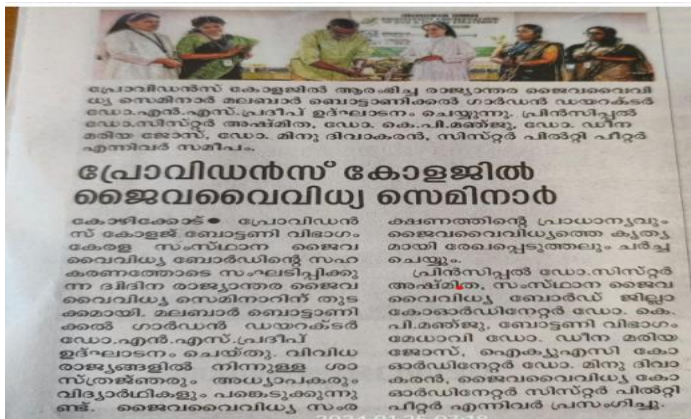 പ്രോവിഡൻസ് കോളജിൽ ആരംഭിച്ച രാജ്യാന്തര ജൈവവൈവി
ധ്യ സെമിനാർ മലബാർ ബൊട്ടാണിക്കൽ ഗാർഡൻ ഡയറക്ടർ
ഡോ.എൻ.എസ്.പ്രദീപ് ഉദ്ഘാടനം ചെയ്യുന്നു. പ്രിൻസിപ്പൽ
ഡോ.സിസ്റ്റർ അഷ്മിത, ഡോ. കെ.പി.മഞ്ജു, ഡോ. ഡീന
മരിയ ജോസ്, ഡോ. മിനു ദിവാകരൻ, സിസ്റ്റർ പിൽറ്റി പീറ്റർ
എന്നിവർ സമീപം.
പ്രോവിഡൻസ് കോളജിൽ
ജൈവവൈവിധ്യ സെമിനാർ
കോഴിക്കോട് ● പ്രോവിഡൻ
സ് കോളജ് ബോട്ടണി വിഭാഗം
കേരള സംസ്ഥാന ജൈവ
വൈവിധ്യ ബോർഡിന്റെ സഹ
കരണത്തോടെ സംഘടിപ്പിക്കു
ന്ന ദ്വിദിന രാജ്യാന്തര ജൈവ
വൈവിധ്യ സെമിനാറിന് തുട
ക്കമായി. മലബാർ ബൊട്ടാണി
ക്കൽ ഗാർഡൻ ഡയറക്ടർ
ഡോ.എൻ.എസ്.പ്രദീപ്
ഉദ്ഘാടനം ചെയ്തു. വിവിധ
രാജ്യങ്ങളിൽ നിന്നുള്ള ശാ
സ്ത്രജ്ഞരും അധ്യാപകരും
വിദ്യാർഥികളും പങ്കെടുക്കുന്നു
ണ്ട്. ജൈവവൈവിധ്യ സംര
ക്ഷണത്തിന്റെ പ്രാധാന്യവും
ജൈവവൈവിധ്യത്തെ കൃത്യ
മായി രേഖപ്പെടുത്തലും ചർച്ച
ചെയ്യും.
പ്രിൻസിപ്പൽ ഡോ.സിസ്റ്റർ
അഷ്മിത, സംസ്ഥാന ജൈവ
വൈവിധ്യ ബോർഡ് ജില്ലാ
കോഓർഡിനേറ്റർ ഡോ. കെ.
പി.മഞ്ജു, ബോട്ടണി വിഭാഗം
മേധാവി ഡോ. ഡീന മരിയ
ജോസ്, ഐക്യുഎസി കോ
ഓർഡിനേറ്റർ ഡോ. മിനു ദിവാ
കരൻ, ജൈവവൈവിധ്യ കോ
ഓർഡിനേറ്റർ സിസ്റ്റർ പിൽറ്റി
പീറ്റർ എന്നിവർ പ്രസംഗിച്ചു.